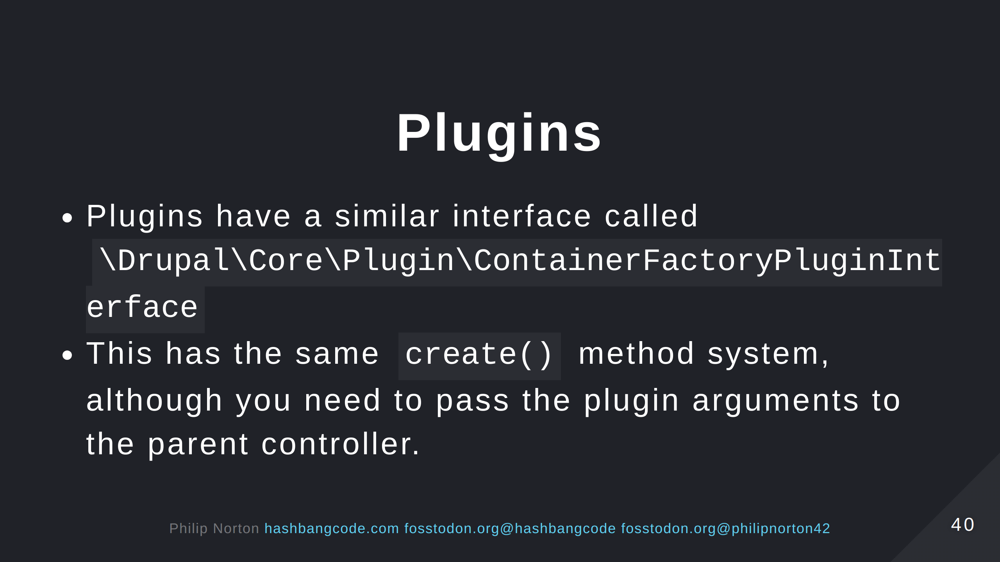 Plugins
Plugins have a similar interface called
\Drupal\Core\Plugin\ContainerFactoryPluginInt
erface
This has the same create() method system,
although you need to pass the plugin arguments to
the parent controller.
Philip Norton hashbangcode.com fosstodon.org@hashbangcode fosstodon.org@philipnorton42
40